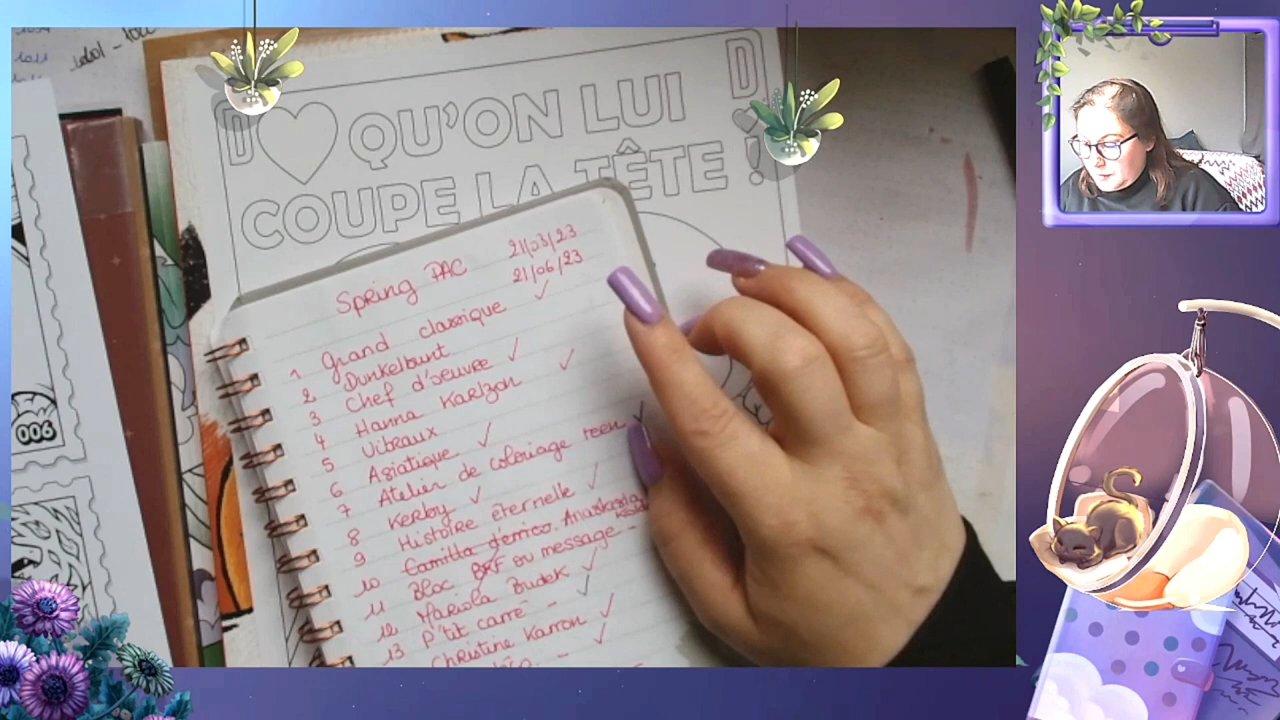 D QU'ON LUI D
COUPE LA TÊTE !
Spring PAC 21/03/23
21/06/23
1 Grand classique ✓
2 Dunkelbunt
3 Chef d'oeuvre ✓
4 Hanna Karlzon ✓
5 Vibraux
6 Asiatique ✓
7 Atelier de coloriage teen
8 Kerby ✓
9 Histoire éternelle ✓
10 Camilla d'errico Anastasia
11 Bloc BFF ou message -
12 Mariola Budek ✓
13 P'tit carré - ✓
Christine Karron ✓
006